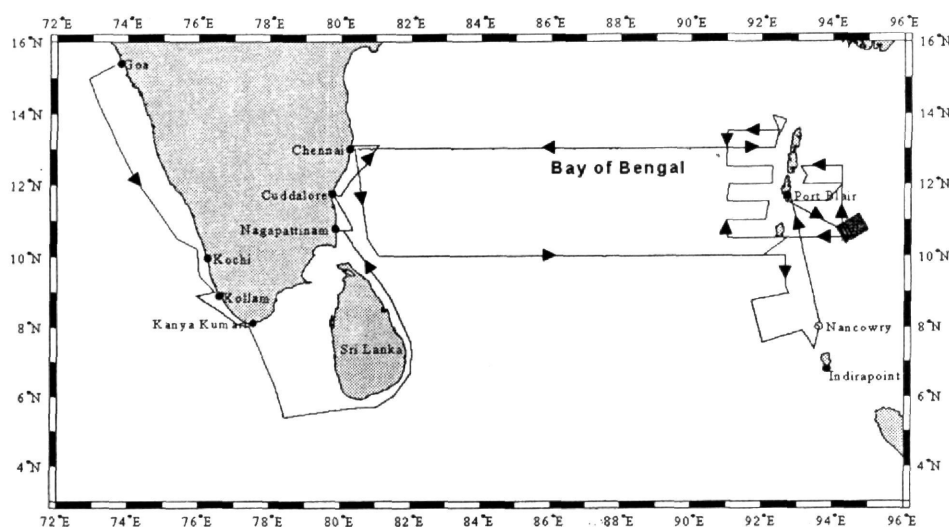 72°E 74°E 76°E 78°E 80°E 82°E 84°E 86°E 88°E 90°E 92°E 94°E 96°E
16°N 16°N
Goa
14°N 14°N
Chennai
Bay of Bengal
12°N 12°N
Cuddalore Port Blair
Nagapattinam
10°N 10°N
Kochi
Kollam
Kanya Kumari
8°N Nancowry 8°N
Sri Lanka
Indirapoint
6°N 6°N
4°N 4°N
72°E 74°E 76°E 78°E 80°E 82°E 84°E 86°E 88°E 90°E 92°E 94°E 96°E